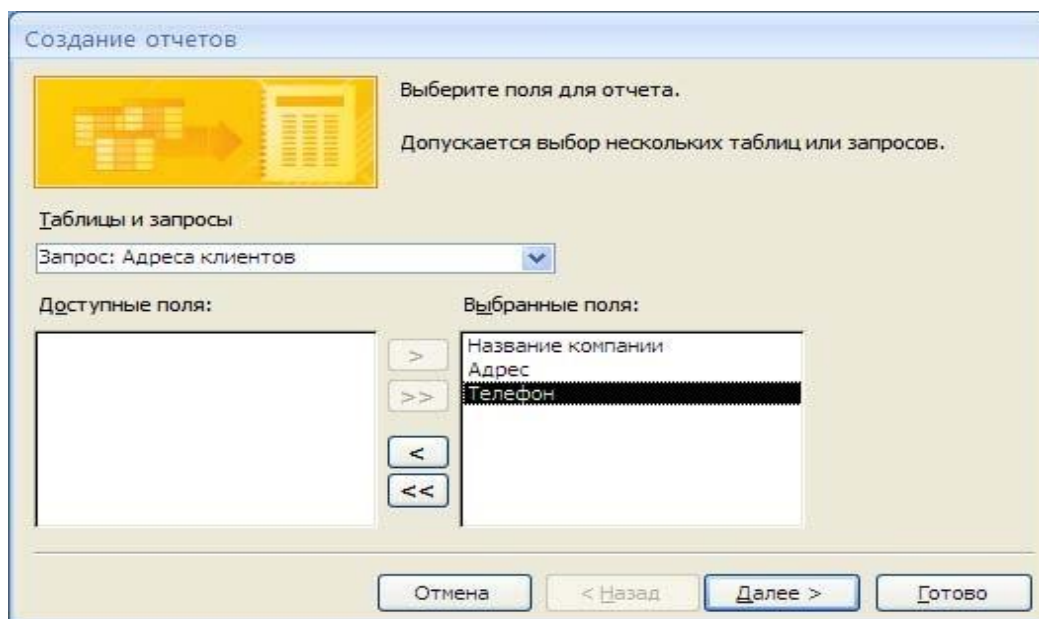 Создание отчетов
Выберите поля для отчета.
Допускается выбор нескольких таблиц или запросов.
Таблицы и запросы
Запрос: Адреса клиентов
Доступные поля:
Выбранные поля:
Название компании
Адрес
Телефон
>
>>
<
<<
Отмена
< Назад
Далее >
Готово